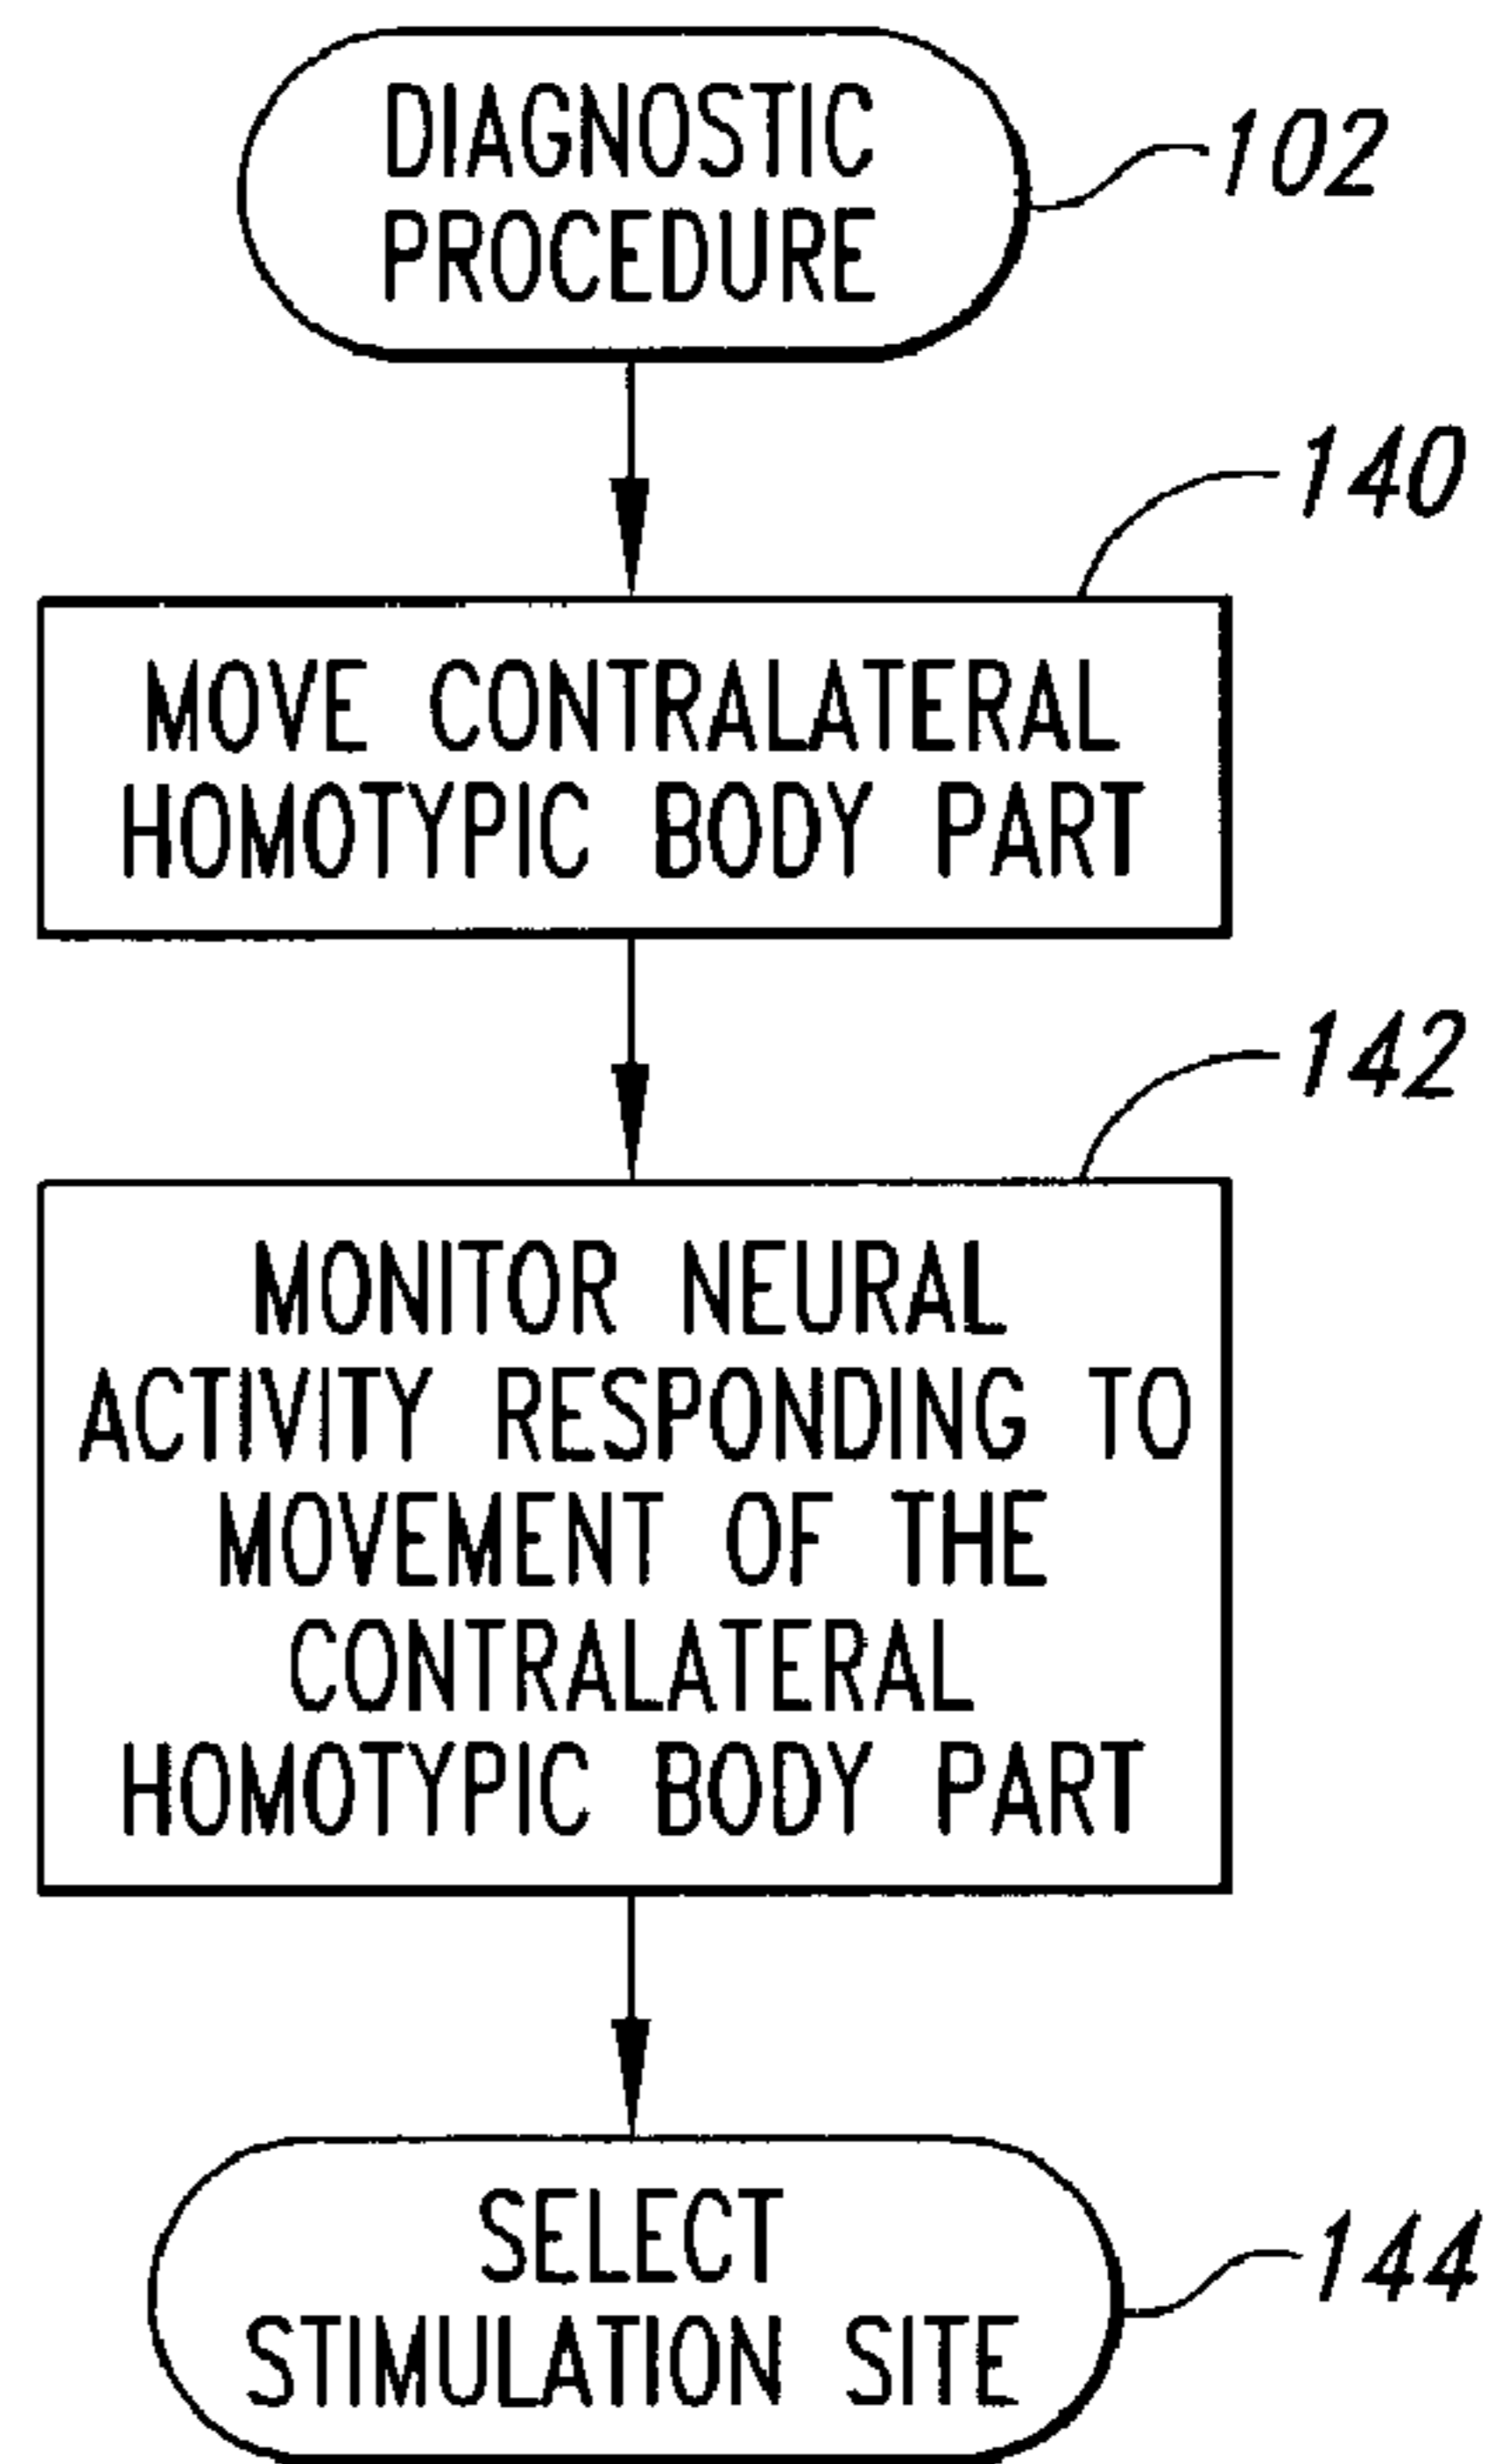 DIAGNOSTIC
PROCEDURE
102
140
MOVE CONTRALATERAL
HOMOTYPIC BODY PART
142
MONITOR NEURAL
ACTIVITY RESPONDING TO
MOVEMENT OF THE
CONTRALATERAL
HOMOTYPIC BODY PART
SELECT
STIMULATION SITE
144